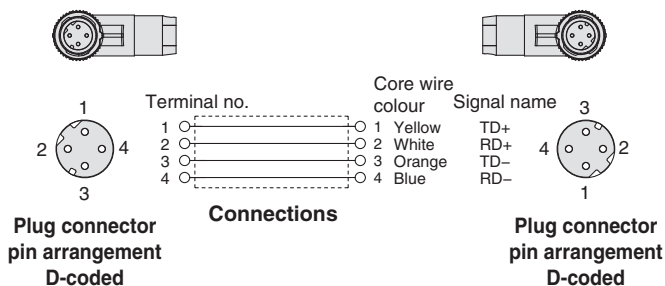 Core wire
Terminal no. colour Signal name
1 3
1 1 Yellow TD+
2 4 2 2 White RD+ 4 2
3 3 Orange TD−
4 4 Blue RD−
3 1
Connections
Plug connector
pin arrangement
D-coded
Plug connector
pin arrangement
D-coded